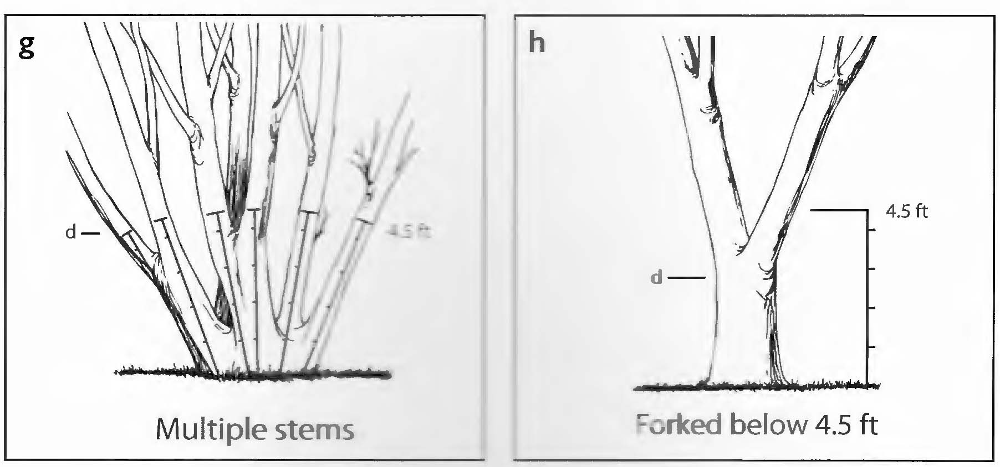 g
d
4.5 ft
Multiple stems
h
4.5 ft
d
Forked below 4.5 ft